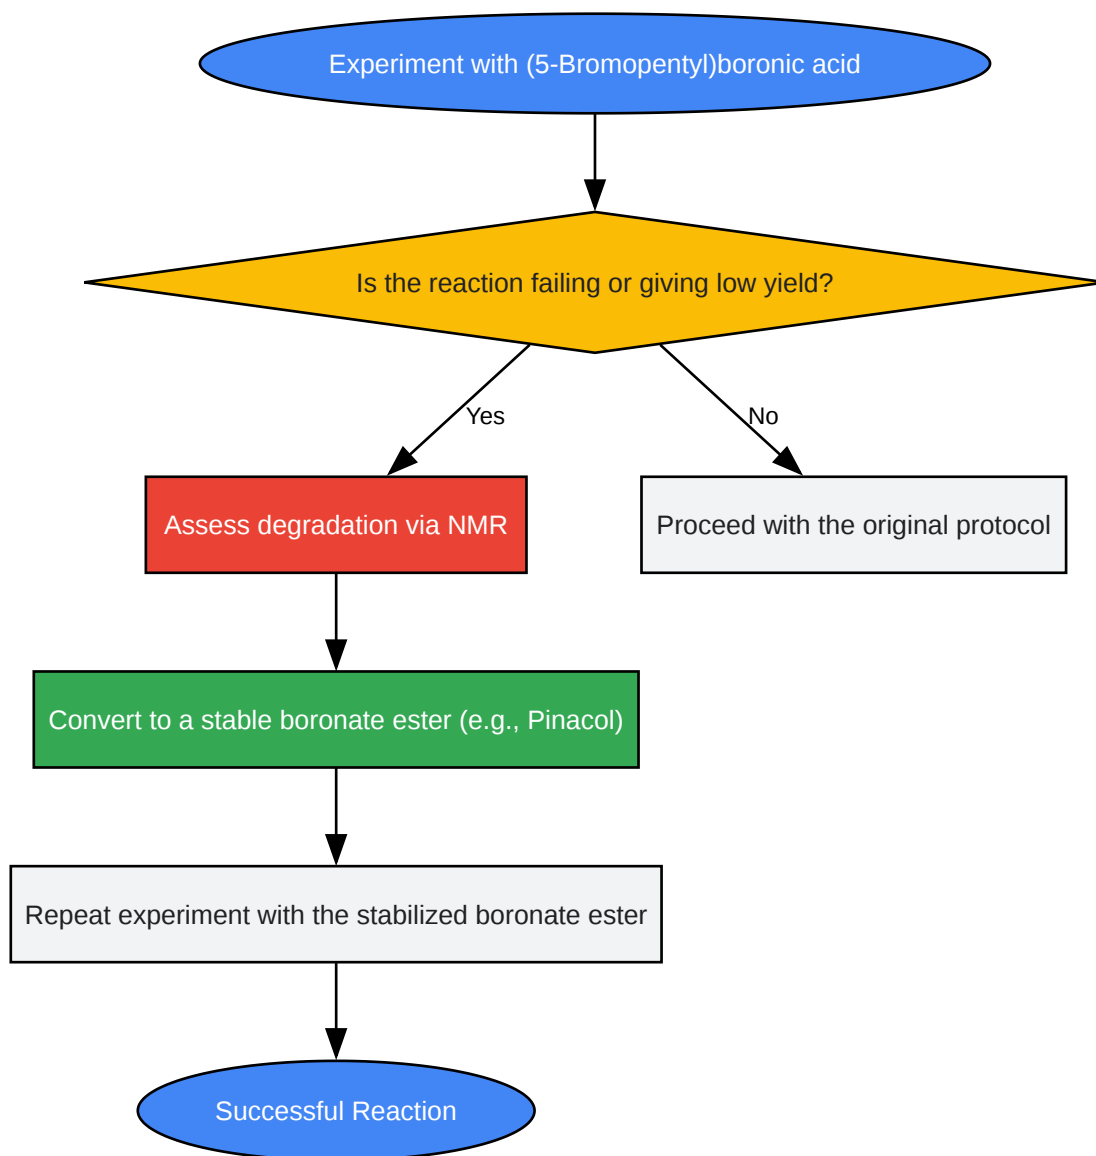 Experiment with (5-Bromopentyl)boronic acid
Is the reaction failing or giving low yield?
Yes
No
Assess degradation via NMR
Proceed with the original protocol
Convert to a stable boronate ester (e.g., Pinacol)
Repeat experiment with the stabilized boronate ester
Successful Reaction